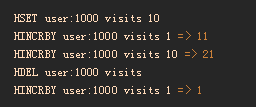 HSET user:1000 visits 10
HINCRBY user:1000 visits 1 => 11
HINCRBY user:1000 visits 10 => 21
HDEL user:1000 visits
HINCRBY user:1000 visits 1 => 1